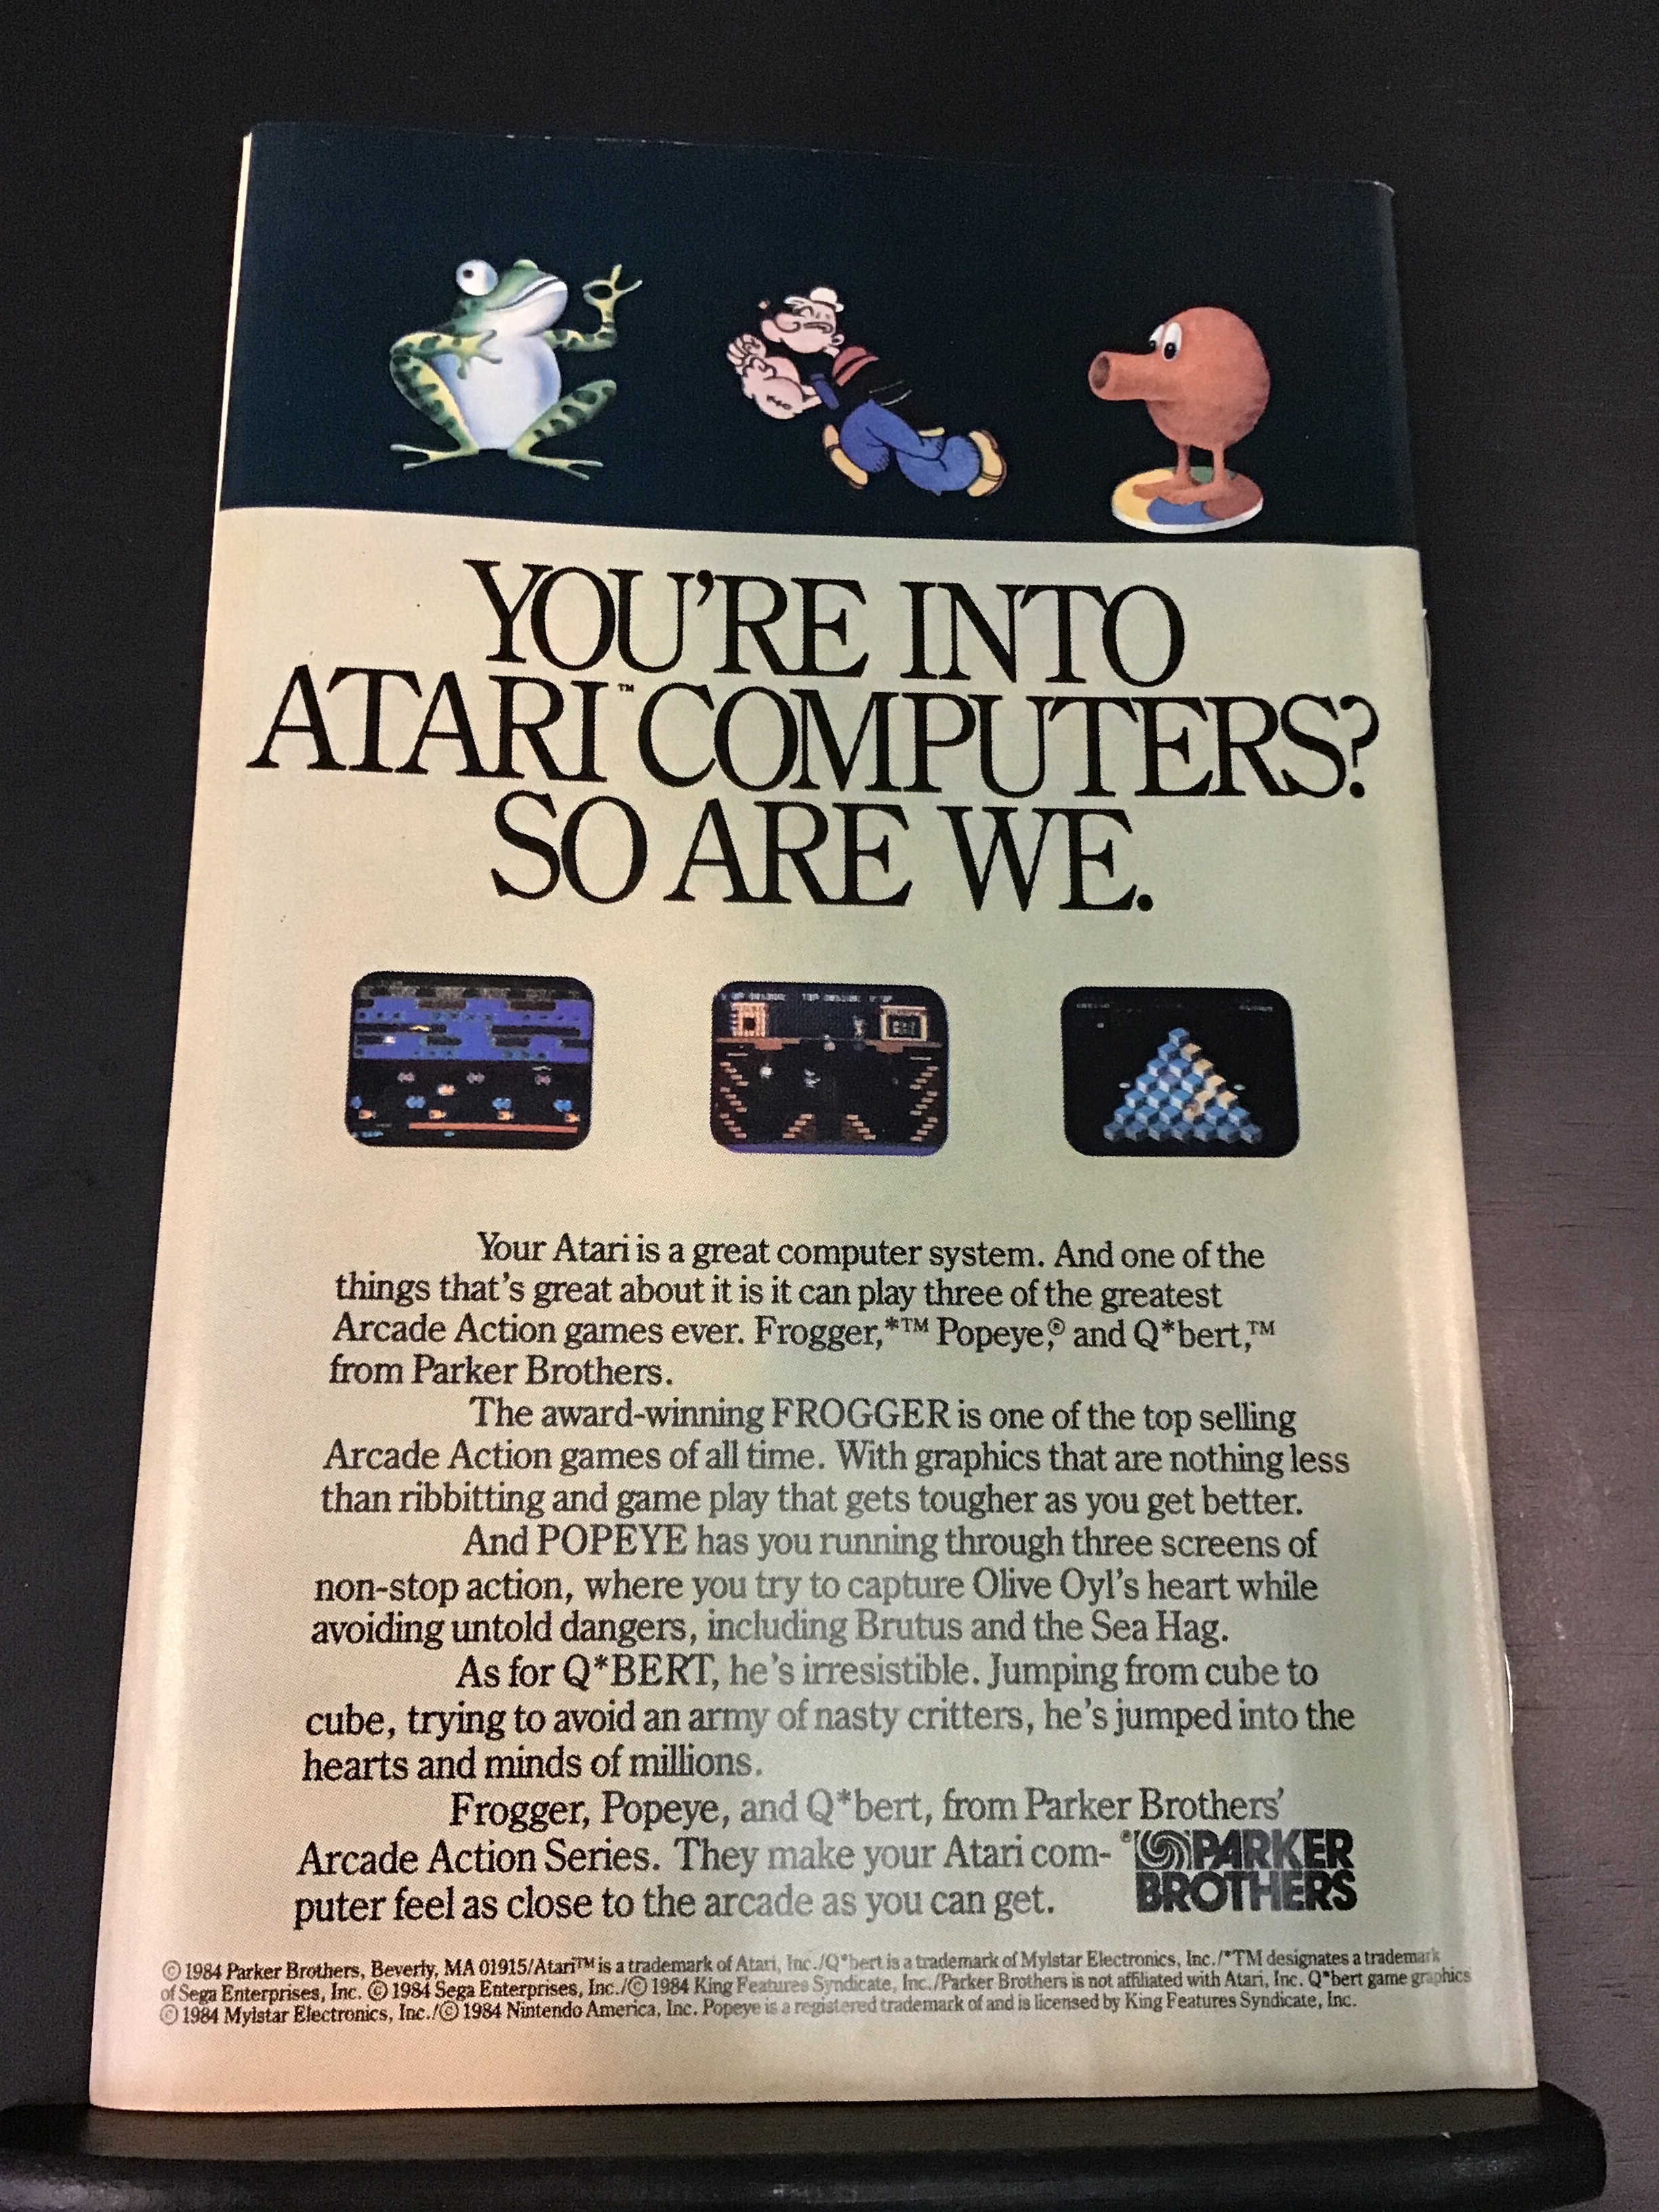 YOU'RE INTO
ATARI™ COMPUTERS?
SO ARE WE.
Your Atari is a great computer system. And one of the
things that's great about it is it can play three of the greatest
Arcade Action games ever. Frogger,*™ Popeye,® and Q*bert,™
from Parker Brothers.
The award-winning FROGGER is one of the top selling
Arcade Action games of all time. With graphics that are nothing less
than ribbitting and game play that gets tougher as you get better.
And POPEYE has you running through three screens of
non-stop action, where you try to capture Olive Oyl's heart while
avoiding untold dangers, including Brutus and the Sea Hag.
As for Q*BERT, he's irresistible. Jumping from cube to
cube, trying to avoid an army of nasty critters, he's jumped into the
hearts and minds of millions.
Frogger, Popeye, and Q*bert, from Parker Brothers'
Arcade Action Series. They make your Atari com-
puter feel as close to the arcade as you can get.
® PARKER
BROTHERS
© 1984 Parker Brothers, Beverly, MA 01915/Atari™ is a trademark of Atari, Inc./Q*bert is a trademark of Mylstar Electronics, Inc./*TM designates a trademark
of Sega Enterprises, Inc. © 1984 Sega Enterprises, Inc./© 1984 King Features Syndicate, Inc./Parker Brothers is not affiliated with Atari, Inc. Q*bert game graphics
© 1984 Mylstar Electronics, Inc./© 1984 Nintendo America, Inc. Popeye is a registered trademark of and is licensed by King Features Syndicate, Inc.